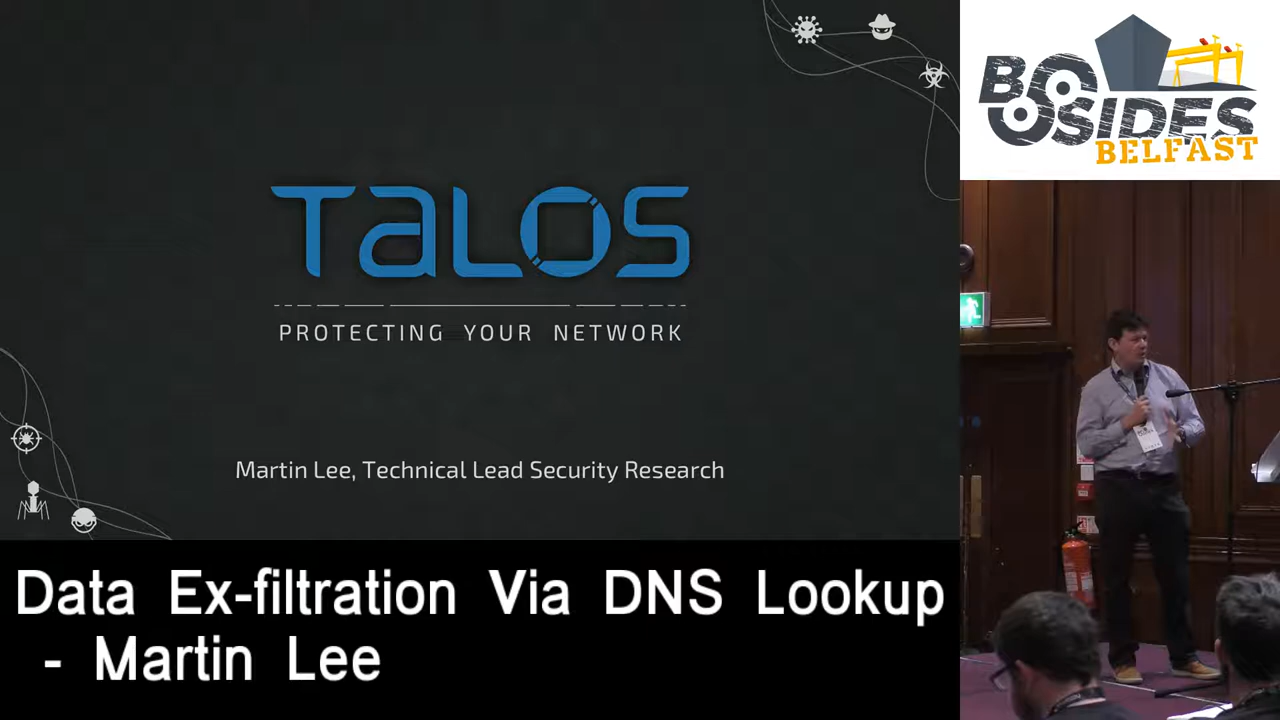 TALOS
PROTECTING YOUR NETWORK
Martin Lee, Technical Lead Security Research
Data Ex-filtration Via DNS Lookup
- Martin Lee
BSIDES
BELFAST